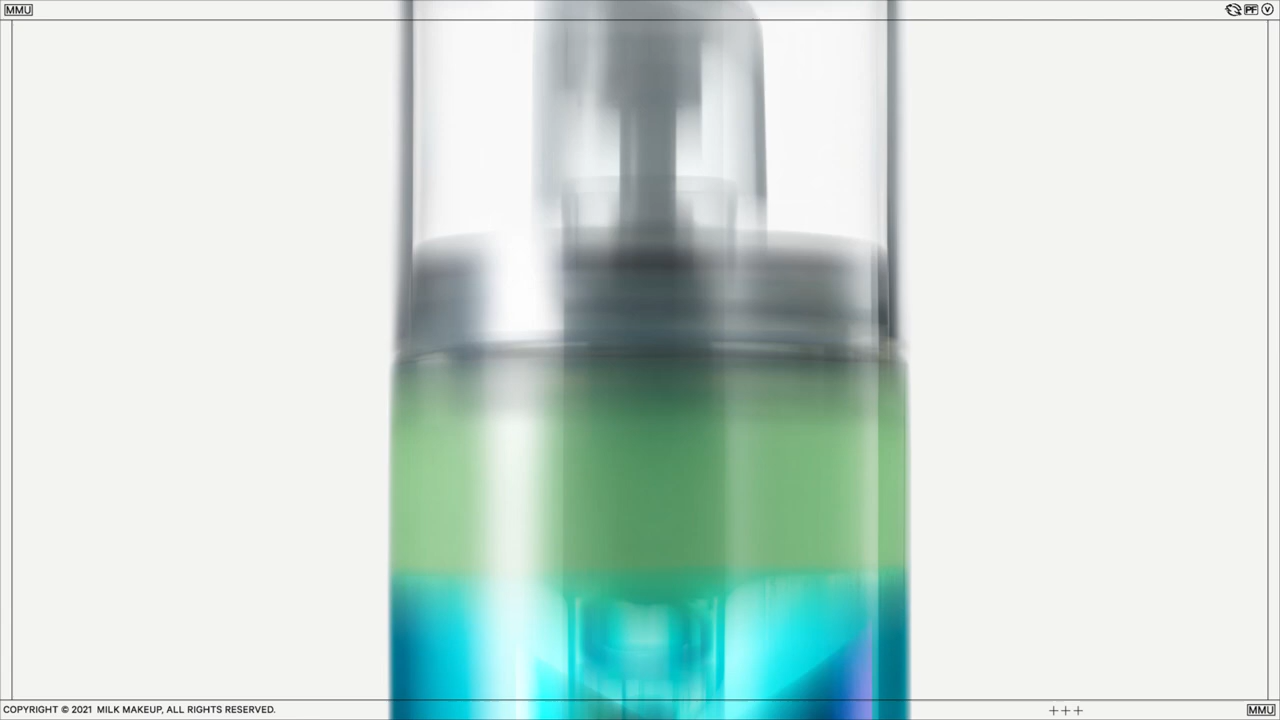 MMU
PF
V
COPYRIGHT © 2021 MILK MAKEUP, ALL RIGHTS RESERVED.
+++
MMU